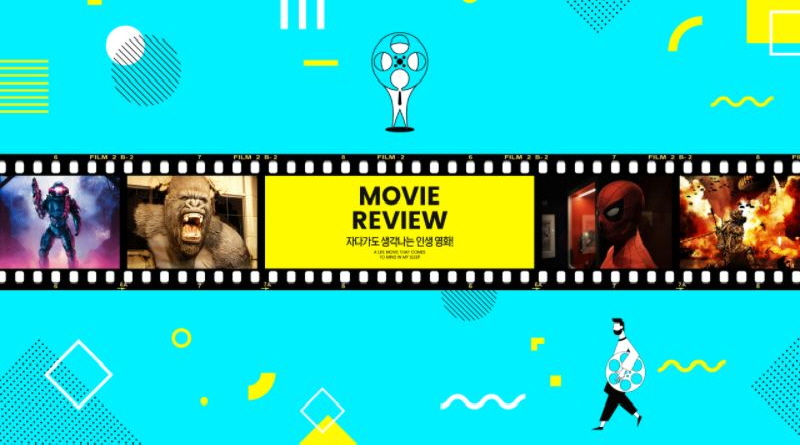 6 FILM 2 B-2 7 FILM 2 B-2 8 FILM 2 6 FILM 2 B-2 7 FILM 2 B-2
MOVIE
REVIEW
자다가도 생각나는 인생 영화!
A LIFE MOVIE THAT COMES
TO MIND IN MY SLEEP.
6 6A 7 7A 8 6 6A 7 7A 8